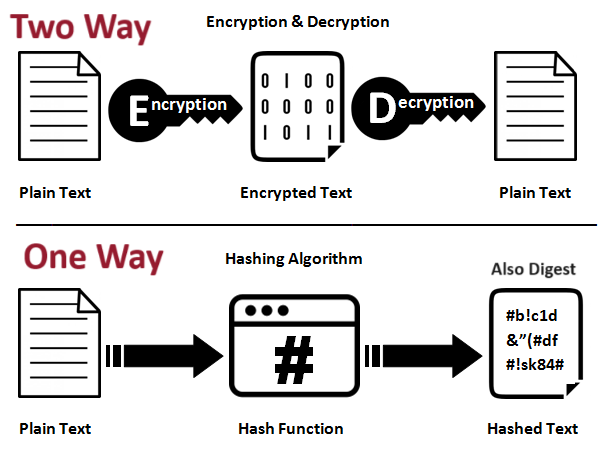 Two Way
Encryption & Decryption
Encryption
0 1 0 0
0 0 0 0
1 0 1 1
Decryption
Plain Text
Encrypted Text
Plain Text
One Way
Hashing Algorithm
Also Digest
#
#b!c1d
&”(#df
#!sk84#
Plain Text
Hash Function
Hashed Text